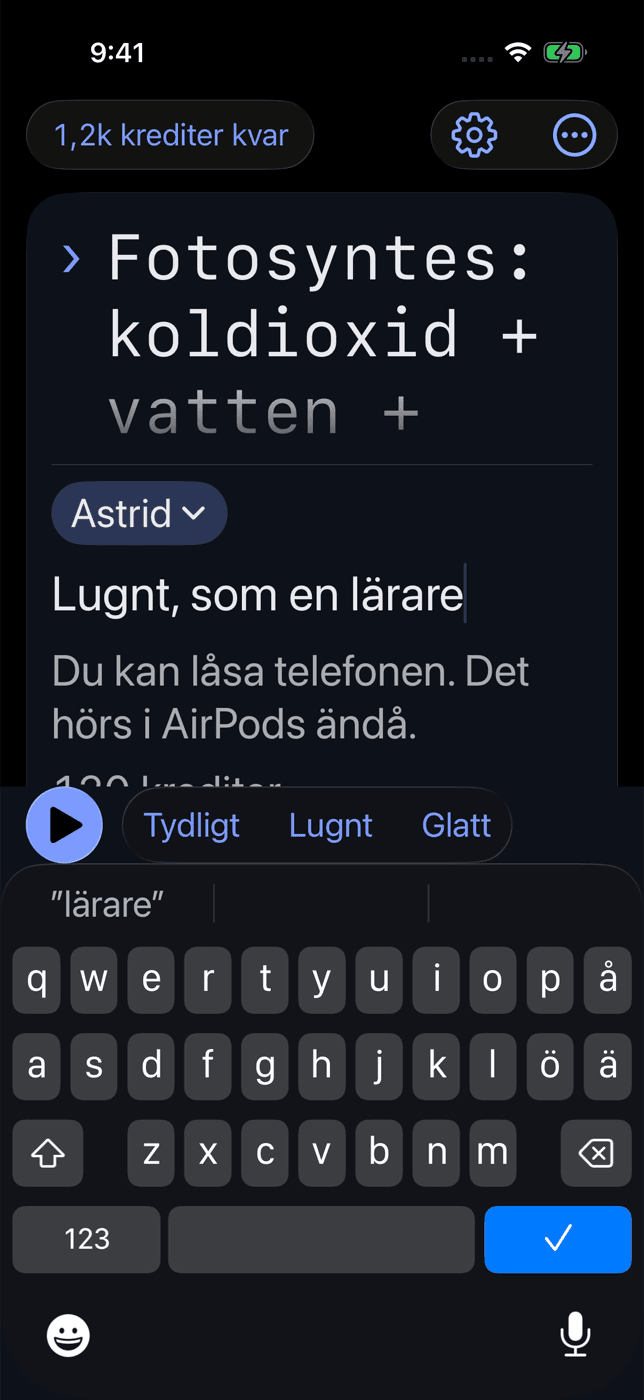 9:41
1,2k krediter kvar
Fotosyntes:
koldioxid +
vatten +
Astrid
Lugnt, som en lärare
Du kan låsa telefonen. Det
hörs i AirPods ändå.
Tydligt Lugnt Glatt
”lärare”
q w e r t y u i o p å
a s d f g h j k l ö ä
z x c v b n m
123